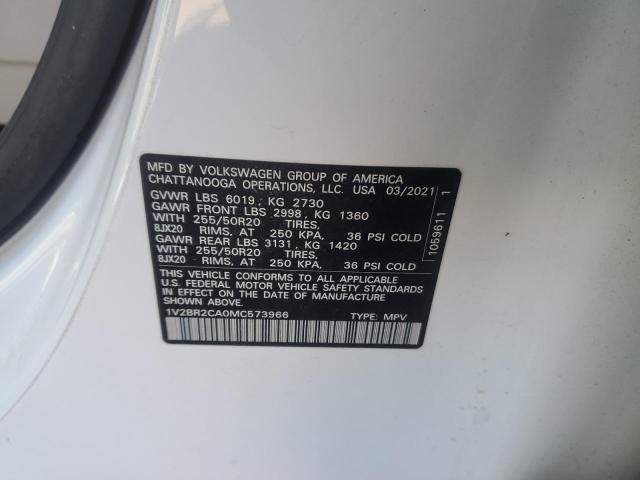 MFD BY VOLKSWAGEN GROUP OF AMERICA
CHATTANOOGA OPERATIONS, LLC. USA 03/2021
GVWR LBS 6019, KG 2730
GAWR FRONT LBS 2998, KG 1360
WITH 255/50R20 TIRES,
8JX20 RIMS, AT 250 KPA, 36 PSI COLD
GAWR REAR LBS 3131, KG 1420
WITH 255/50R20 TIRES,
8JX20 RIMS, AT 250 KPA, 36 PSI COLD
THIS VEHICLE CONFORMS TO ALL APPLICABLE
U.S. FEDERAL MOTOR VEHICLE SAFETY STANDARDS
IN EFFECT ON THE DATE OF MANUFACTURE
SHOWN ABOVE.
1V2BR2CA0MC573966 TYPE: MPV
1059611 1